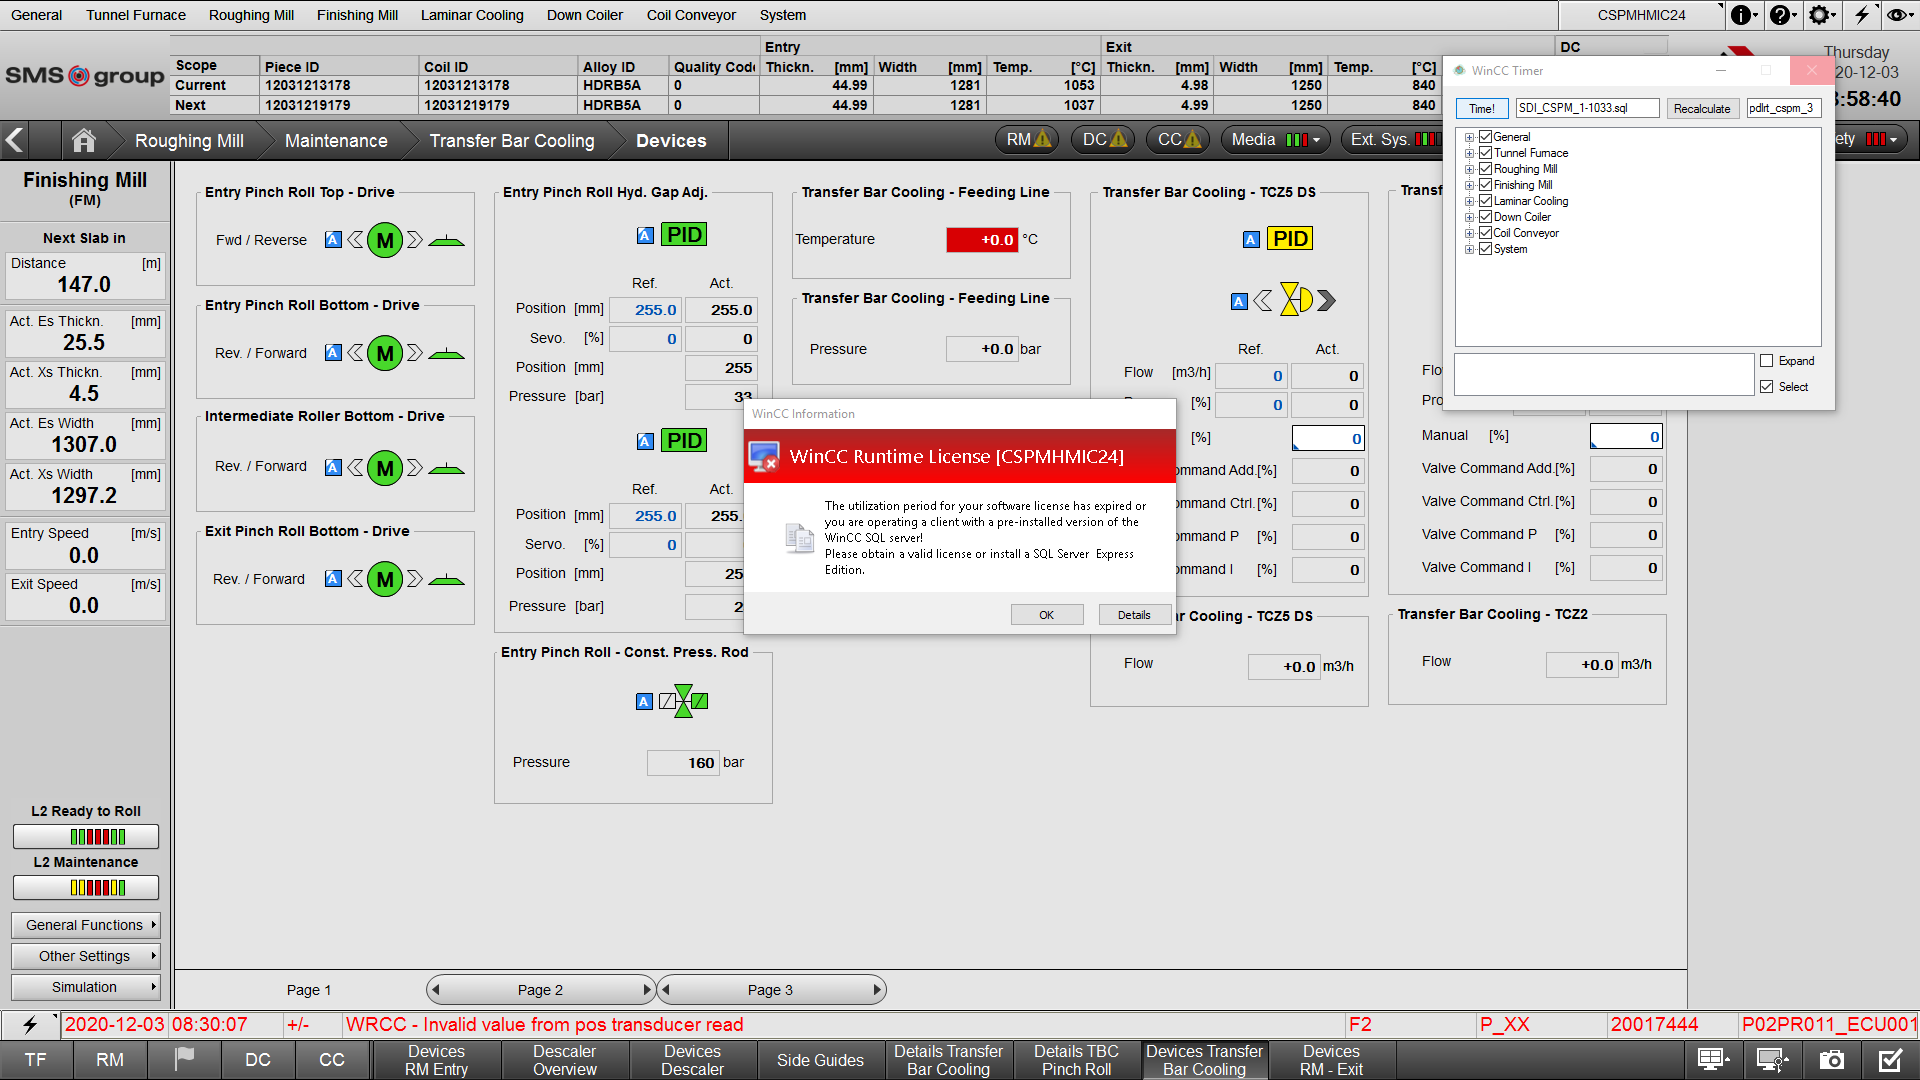 General Tunnel Furnace Roughing Mill Finishing Mill Laminar Cooling Down Coiler Coil Conveyor System CSPMHMIC24
SMS group
Entry Exit DC
Scope Piece ID Coil ID Alloy ID Quality Code Thickn. [mm] Width [mm] Temp. [°C] Thickn. [mm] Width [mm] Temp. [°C]
Current 12031213178 12031213178 HDRB5A 0 44.99 1281 1053 4.98 1250 840
Next 12031219179 12031219179 HDRB5A 0 44.99 1281 1037 4.99 1250 840
Thursday
20-12-03
:58:40
Roughing Mill Maintenance Transfer Bar Cooling Devices
RM DC CC Media Ext. Sys. ety
WinCC Timer
Time! SDI_CSPM_1-1033.sql Recalculate pdlrt_cspm_3
General
Tunnel Furnace
Roughing Mill
Finishing Mill
Laminar Cooling
Down Coiler
Coil Conveyor
System
Expand
Select
Finishing Mill
(FM)
Next Slab in
Distance [m]
147.0
Act. Es Thickn. [mm]
25.5
Act. Xs Thickn. [mm]
4.5
Act. Es Width [mm]
1307.0
Act. Xs Width [mm]
1297.2
Entry Speed [m/s]
0.0
Exit Speed [m/s]
0.0
L2 Ready to Roll
L2 Maintenance
General Functions
Other Settings
Simulation
Entry Pinch Roll Top - Drive
Fwd / Reverse A M
Entry Pinch Roll Bottom - Drive
Rev. / Forward A M
Intermediate Roller Bottom - Drive
Rev. / Forward A M
Exit Pinch Roll Bottom - Drive
Rev. / Forward A M
Entry Pinch Roll Hyd. Gap Adj.
A PID
Ref. Act.
Position [mm] 255.0 255.0
Sevo. [%] 0 0
Position [mm] 255
Pressure [bar] 33
A PID
Ref. Act.
Position [mm] 255.0 255.
Servo. [%] 0
Position [mm] 25
Pressure [bar] 2
Entry Pinch Roll - Const. Press. Rod
A
Pressure 160 bar
Transfer Bar Cooling - Feeding Line
Temperature +0.0 °C
Transfer Bar Cooling - Feeding Line
Pressure +0.0 bar
Transfer Bar Cooling - TCZ5 DS
A PID
A
Ref. Act.
Flow [m3/h] 0 0
[%] 0 0
[%] 0
ommand Add.[%] 0
ommand Ctrl.[%] 0
ommand P [%] 0
ommand I [%] 0
ar Cooling - TCZ5 DS
Flow +0.0 m3/h
Transf
Flo
Pro
Manual [%] 0
Valve Command Add.[%] 0
Valve Command Ctrl.[%] 0
Valve Command P [%] 0
Valve Command I [%] 0
Transfer Bar Cooling - TCZ2
Flow +0.0 m3/h
WinCC Information
WinCC Runtime License [CSPMHMIC24]
The utilization period for your software license has expired or
you are operating a client with a pre-installed version of the
WinCC SQL server!
Please obtain a valid license or install a SQL Server Express
Edition.
OK Details
Page 1 Page 2 Page 3
2020-12-03 08:30:07 +/- WRCC - Invalid value from pos transducer read F2 P_XX 20017444 P02PR011_ECU001
TF RM DC CC
Devices
RM Entry
Descaler
Overview
Devices
Descaler
Side Guides
Details Transfer
Bar Cooling
Details TBC
Pinch Roll
Devices Transfer
Bar Cooling
Devices
RM - Exit